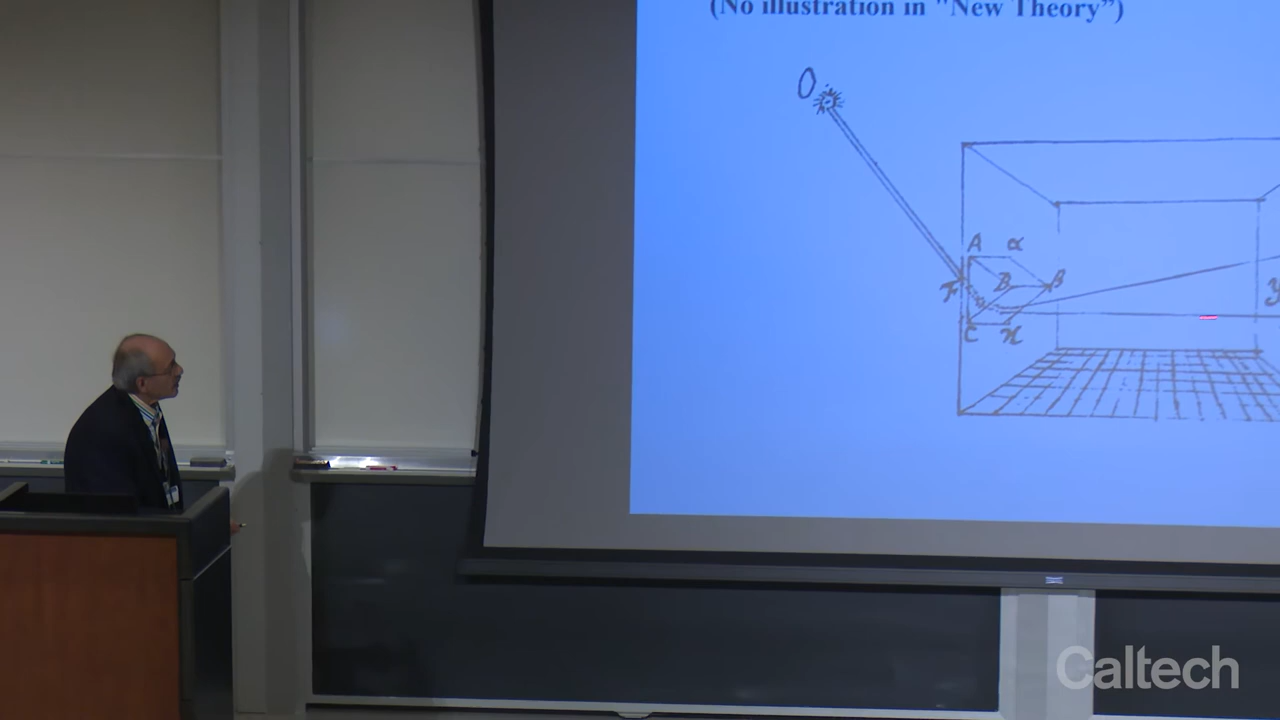 (No illustration in "New Theory”)
O
A α
F B β
y
C π
Caltech